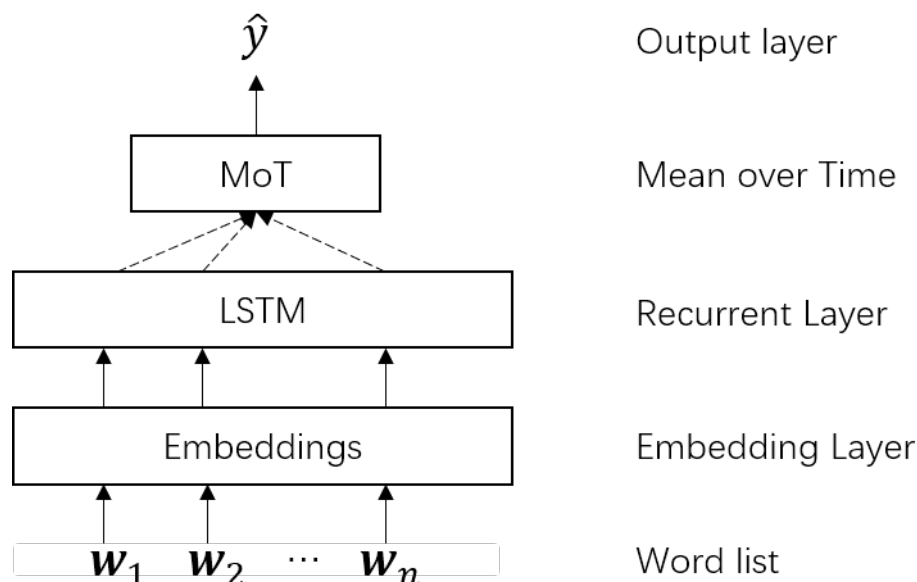 ŷ Output layer
MoT Mean over Time
LSTM Recurrent Layer
Embeddings Embedding Layer
w₁ w₂ ⋯ wₙ Word list